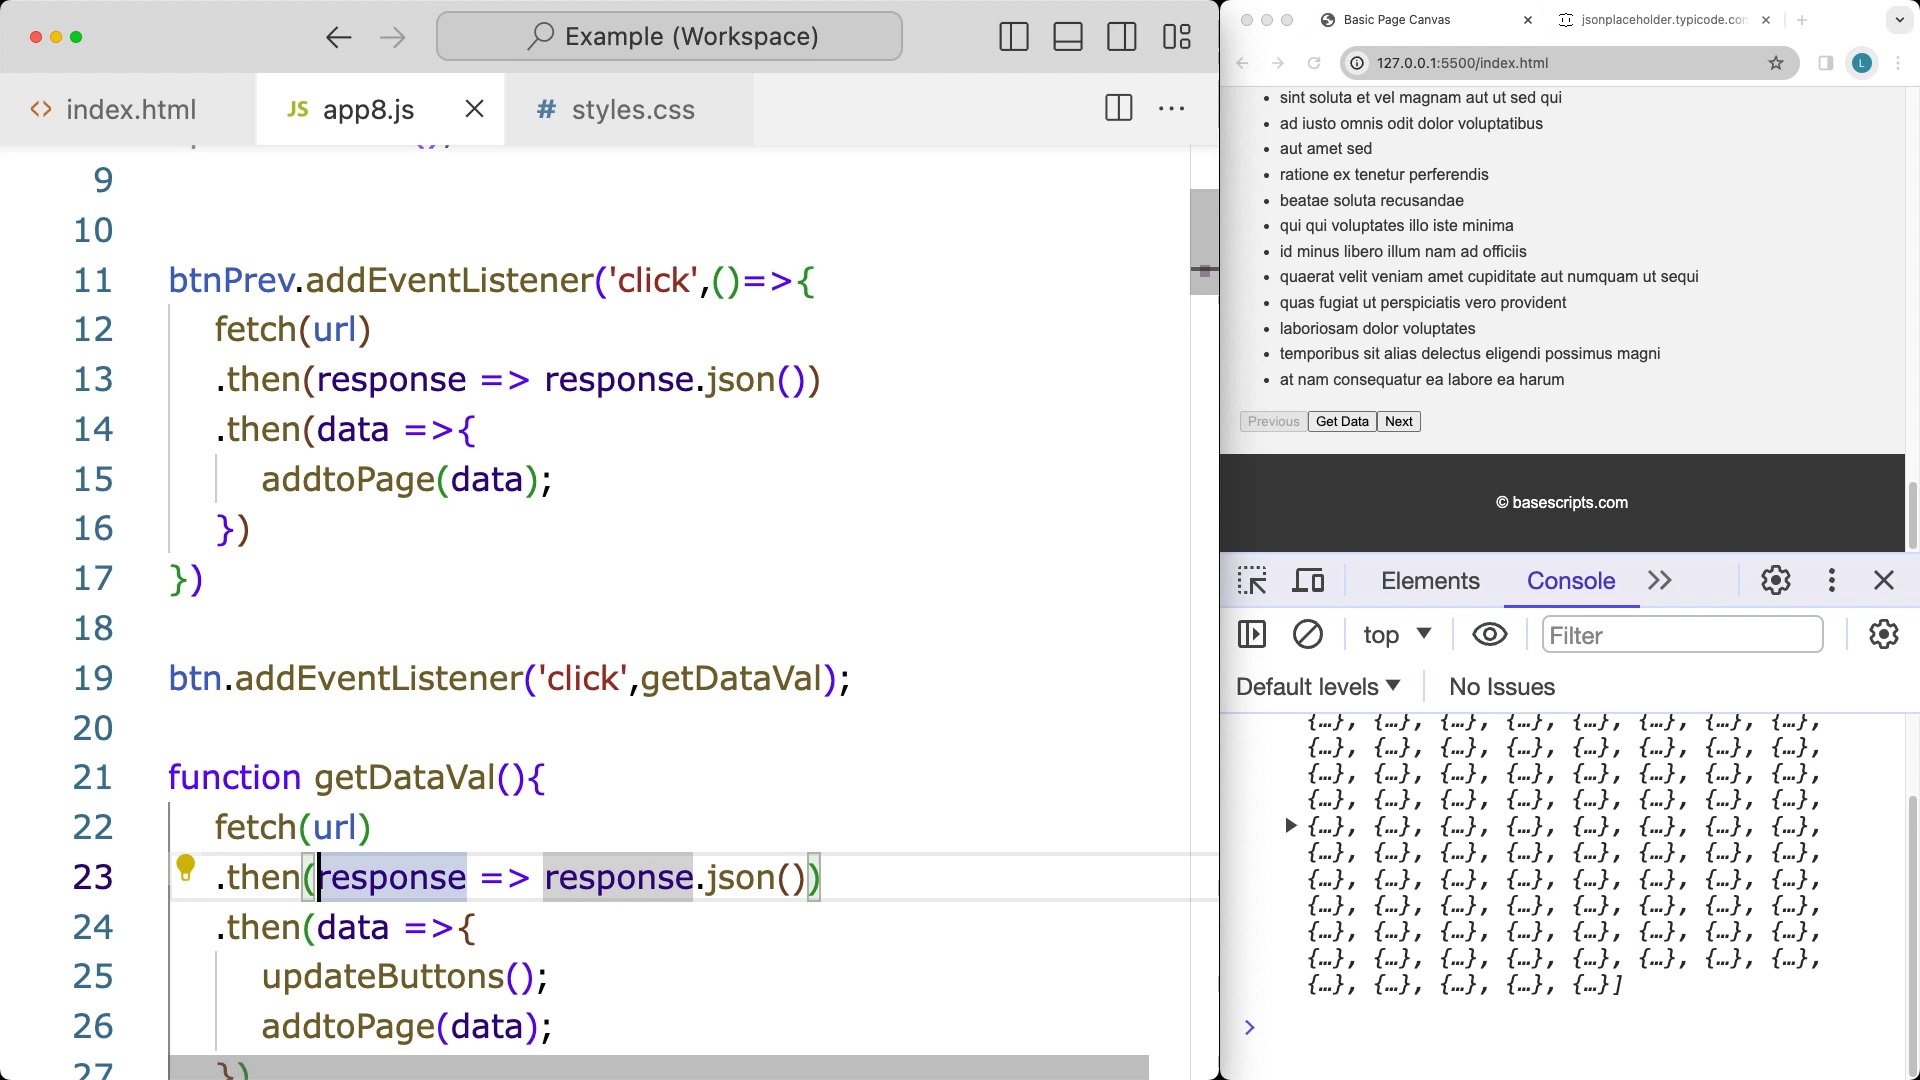 Example (Workspace)
index.html
JS app8.js
# styles.css
9
10
11 btnPrev.addEventListener('click',()=>{
12 fetch(url)
13 .then(response => response.json())
14 .then(data =>{
15 addtoPage(data);
16 })
17 })
18
19 btn.addEventListener('click',getDataVal);
20
21 function getDataVal(){
22 fetch(url)
23 .then(response => response.json())
24 .then(data =>{
25 updateButtons();
26 addtoPage(data);
27 })
Basic Page Canvas
jsonplaceholder.typicode.co
127.0.0.1:5500/index.html
L
• sint soluta et vel magnam aut ut sed qui
• ad iusto omnis odit dolor voluptatibus
• aut amet sed
• ratione ex tenetur perferendis
• beatae soluta recusandae
• qui qui voluptates illo iste minima
• id minus libero illum nam ad officiis
• quaerat velit veniam amet cupiditate aut numquam ut sequi
• quas fugiat ut perspiciatis vero provident
• laboriosam dolor voluptates
• temporibus sit alias delectus eligendi possimus magni
• at nam consequatur ea labore ea harum
Previous Get Data Next
© basescripts.com
Elements Console
top Filter
Default levels No Issues
{…}, {…}, {…}, {…}, {…}, {…}, {…}, {…},
{…}, {…}, {…}, {…}, {…}, {…}, {…}, {…},
{…}, {…}, {…}, {…}, {…}, {…}, {…}, {…},
{…}, {…}, {…}, {…}, {…}, {…}, {…}, {…},
{…}, {…}, {…}, {…}, {…}, {…}, {…}, {…},
{…}, {…}, {…}, {…}, {…}, {…}, {…}, {…},
{…}, {…}, {…}, {…}, {…}, {…}, {…}, {…},
{…}, {…}, {…}, {…}, {…}, {…}, {…}, {…},
{…}, {…}, {…}, {…}, {…}, {…}, {…}, {…},
{…}, {…}, {…}, {…}, {…}, {…}, {…}, {…},
{…}, {…}, {…}, {…}, {…}]